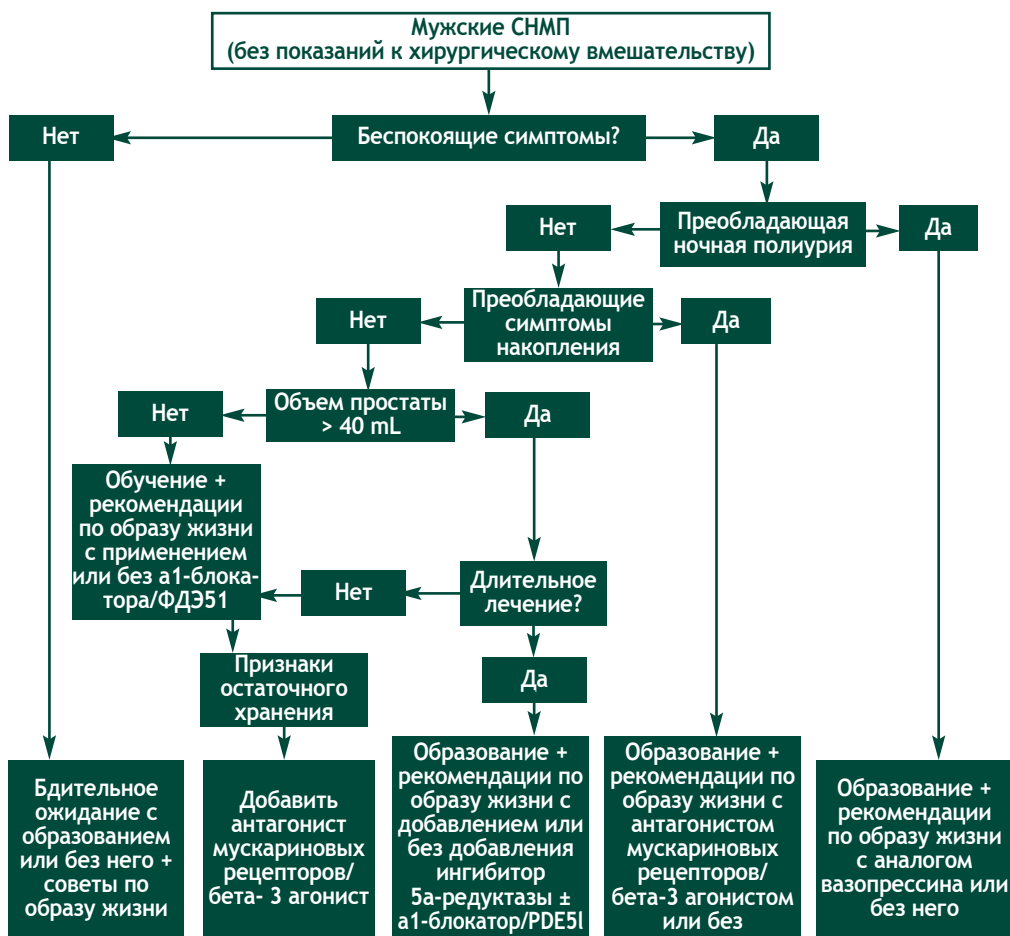 Мужские СНМП
(без показаний к хирургическому вмешательству)
Нет
Беспокоящие симптомы?
Да
Нет
Преобладающая
ночная полиурия
Да
Нет
Преобладающие
симптомы
накопления
Да
Нет
Объем простаты
> 40 mL
Да
Обучение +
рекомендации
по образу жизни
с применением
или без а1-блока-
тора/ФДЭ51
Нет
Длительное
лечение?
Признаки
остаточного
хранения
Да
Бдительное
ожидание с
образованием
или без него +
советы по
образу жизни
Добавить
антагонист
мускариновых
рецепторов/
бета- 3 агонист
Образование +
рекомендации по
образу жизни с
добавлением или
без добавления
ингибитор
5а-редуктазы ±
а1-блокатор/PDE5l
Образование +
рекомендации по
образу жизни с
антагонистом
мускариновых
рецепторов/
бета-3 агонистом
или без
Образование +
рекомендации
по образу жизни
с аналогом
вазопрессина или
без него